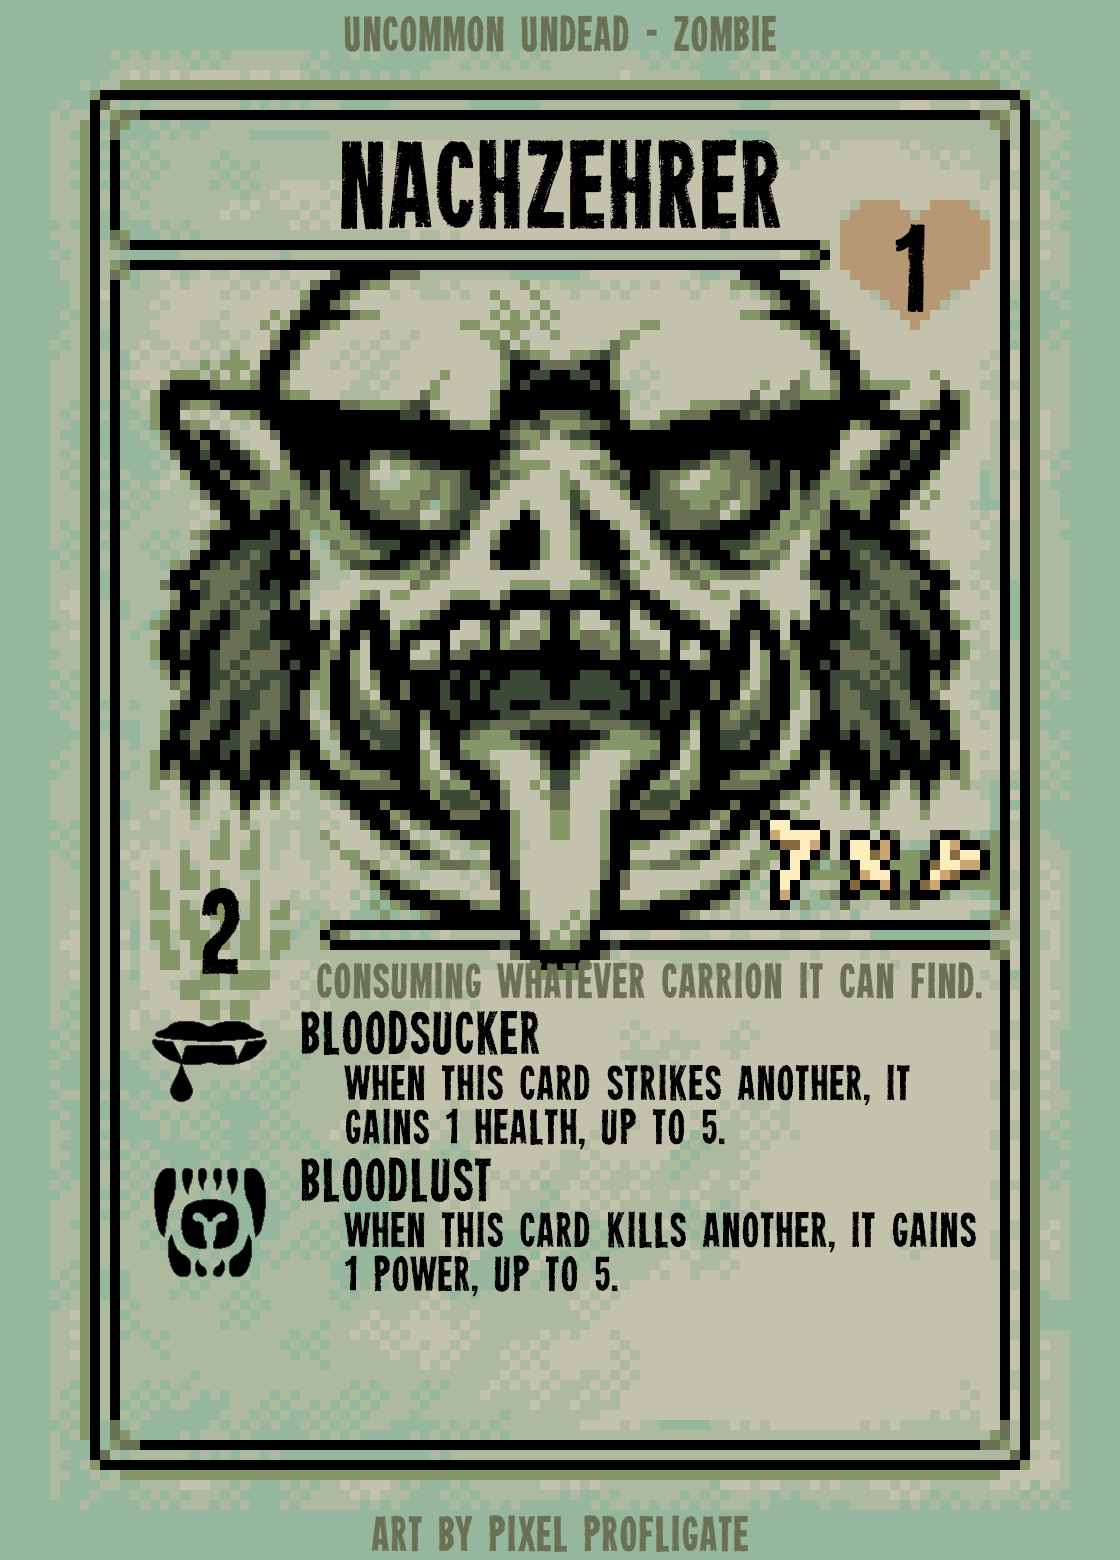 UNCOMMON UNDEAD - ZOMBIE
NACHZEHRER
1
2
CONSUMING WHATEVER CARRION IT CAN FIND.
BLOODSUCKER
WHEN THIS CARD STRIKES ANOTHER, IT
GAINS 1 HEALTH, UP TO 5.
BLOODLUST
WHEN THIS CARD KILLS ANOTHER, IT GAINS
1 POWER, UP TO 5.
ART BY PIXEL PROFLIGATE